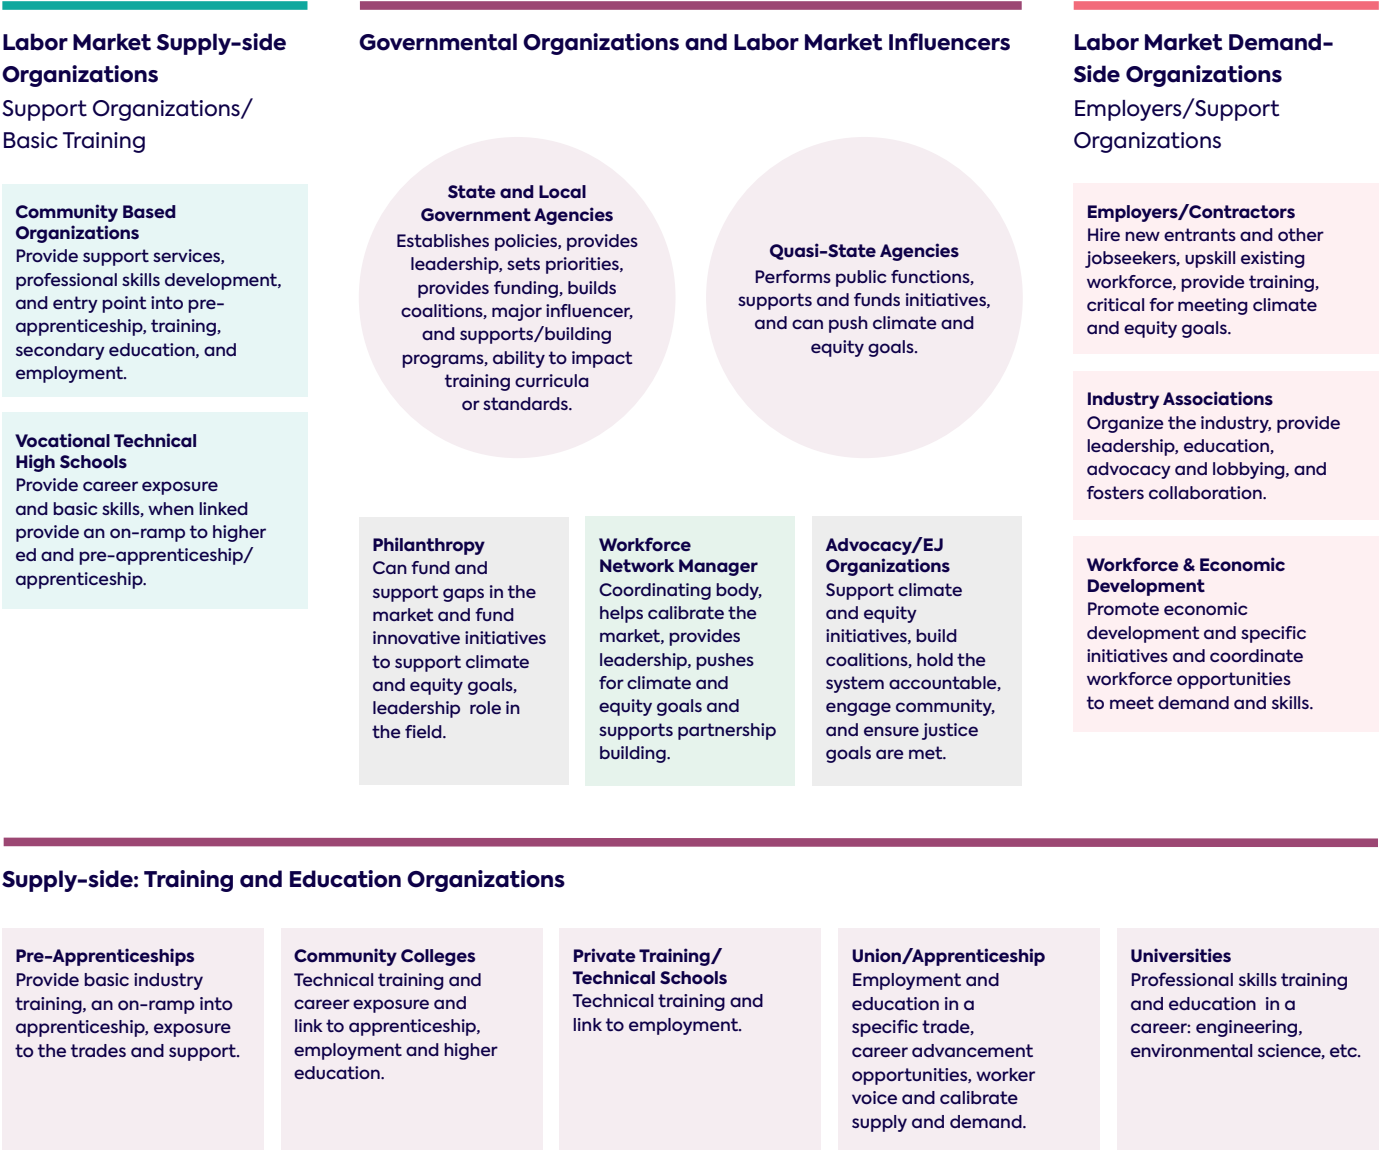 Labor Market Supply-side
Organizations
Support Organizations/
Basic Training
Community Based
Organizations
Provide support services,
professional skills development,
and entry point into pre-
apprenticeship, training,
secondary education, and
employment.
Vocational Technical
High Schools
Provide career exposure
and basic skills, when linked
provide an on-ramp to higher
ed and pre-apprenticeship/
apprenticeship.
Governmental Organizations and Labor Market Influencers
State and Local
Government Agencies
Establishes policies, provides
leadership, sets priorities,
provides funding, builds
coalitions, major influencer,
and supports/building
programs, ability to impact
training curricula
or standards.
Quasi-State Agencies
Performs public functions,
supports and funds initiatives,
and can push climate and
equity goals.
Philanthropy
Can fund and
support gaps in the
market and fund
innovative initiatives
to support climate
and equity goals,
leadership role in
the field.
Workforce
Network Manager
Coordinating body,
helps calibrate the
market, provides
leadership, pushes
for climate and
equity goals and
supports partnership
building.
Advocacy/EJ
Organizations
Support climate
and equity
initiatives, build
coalitions, hold the
system accountable,
engage community,
and ensure justice
goals are met.
Labor Market Demand-
Side Organizations
Employers/Support
Organizations
Employers/Contractors
Hire new entrants and other
jobseekers, upskill existing
workforce, provide training,
critical for meeting climate
and equity goals.
Industry Associations
Organize the industry, provide
leadership, education,
advocacy and lobbying, and
fosters collaboration.
Workforce & Economic
Development
Promote economic
development and specific
initiatives and coordinate
workforce opportunities
to meet demand and skills.
Supply-side: Training and Education Organizations
Pre-Apprenticeships
Provide basic industry
training, an on-ramp into
apprenticeship, exposure
to the trades and support.
Community Colleges
Technical training and
career exposure and
link to apprenticeship,
employment and higher
education.
Private Training/
Technical Schools
Technical training and
link to employment.
Union/Apprenticeship
Employment and
education in a
specific trade,
career advancement
opportunities, worker
voice and calibrate
supply and demand.
Universities
Professional skills training
and education in a
career: engineering,
environmental science, etc.